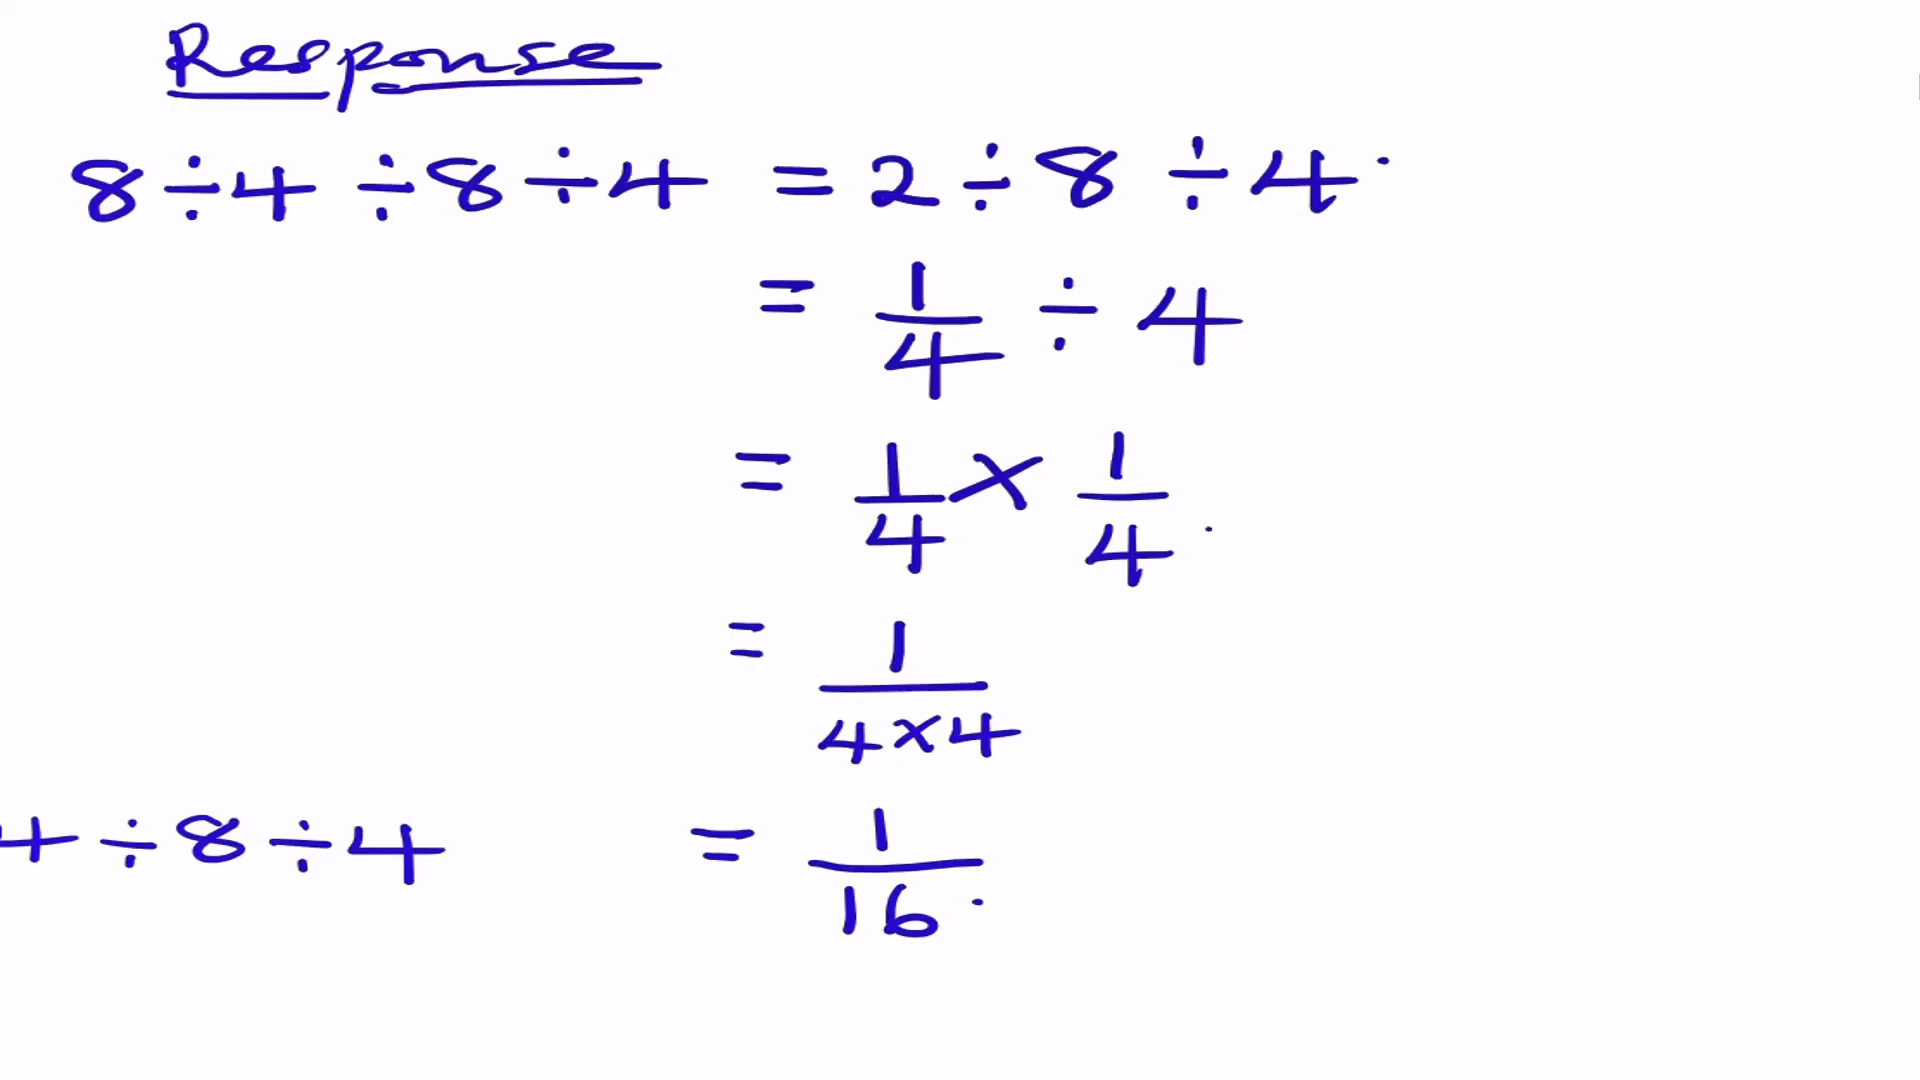 Response
8 ÷ 4 ÷ 8 ÷ 4 = 2 ÷ 8 ÷ 4.
= 1/4 ÷ 4
= 1/4 × 1/4.
= 1/(4×4)
4 ÷ 8 ÷ 4 = 1/16.